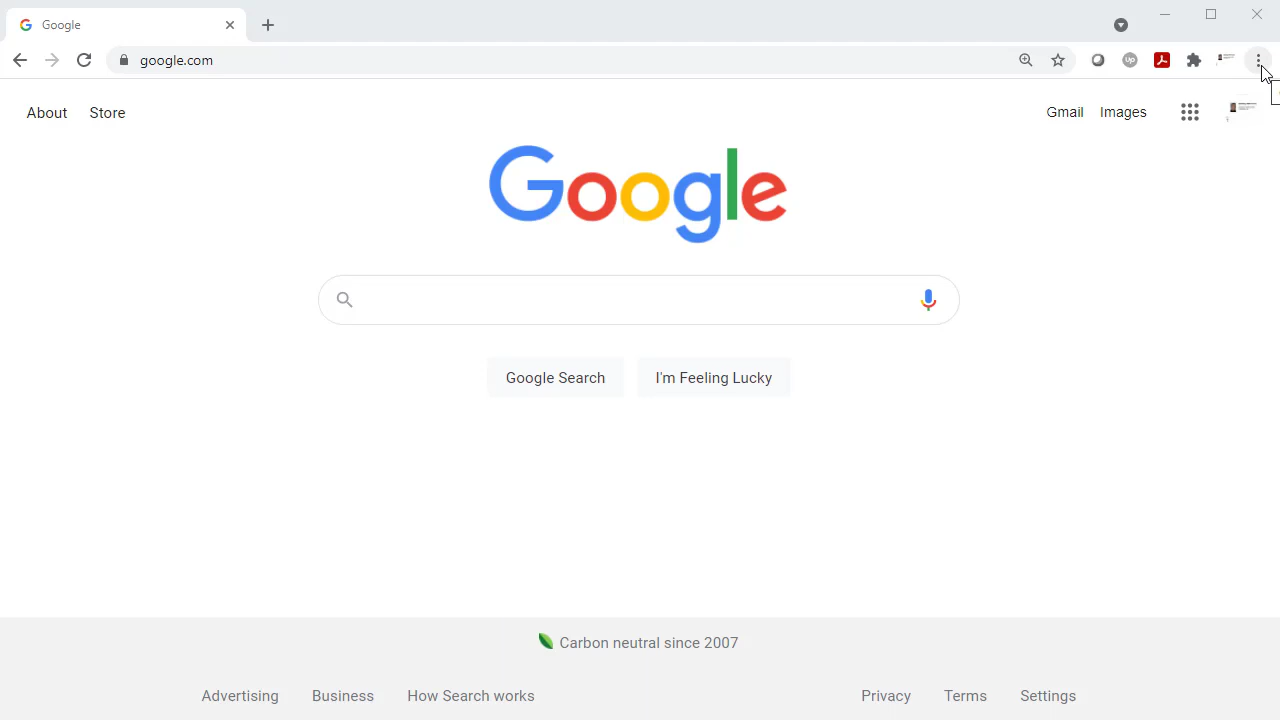 Google
google.com
About Store
Gmail Images
Google
Google Search I'm Feeling Lucky
Carbon neutral since 2007
Advertising Business How Search works
Privacy Terms Settings